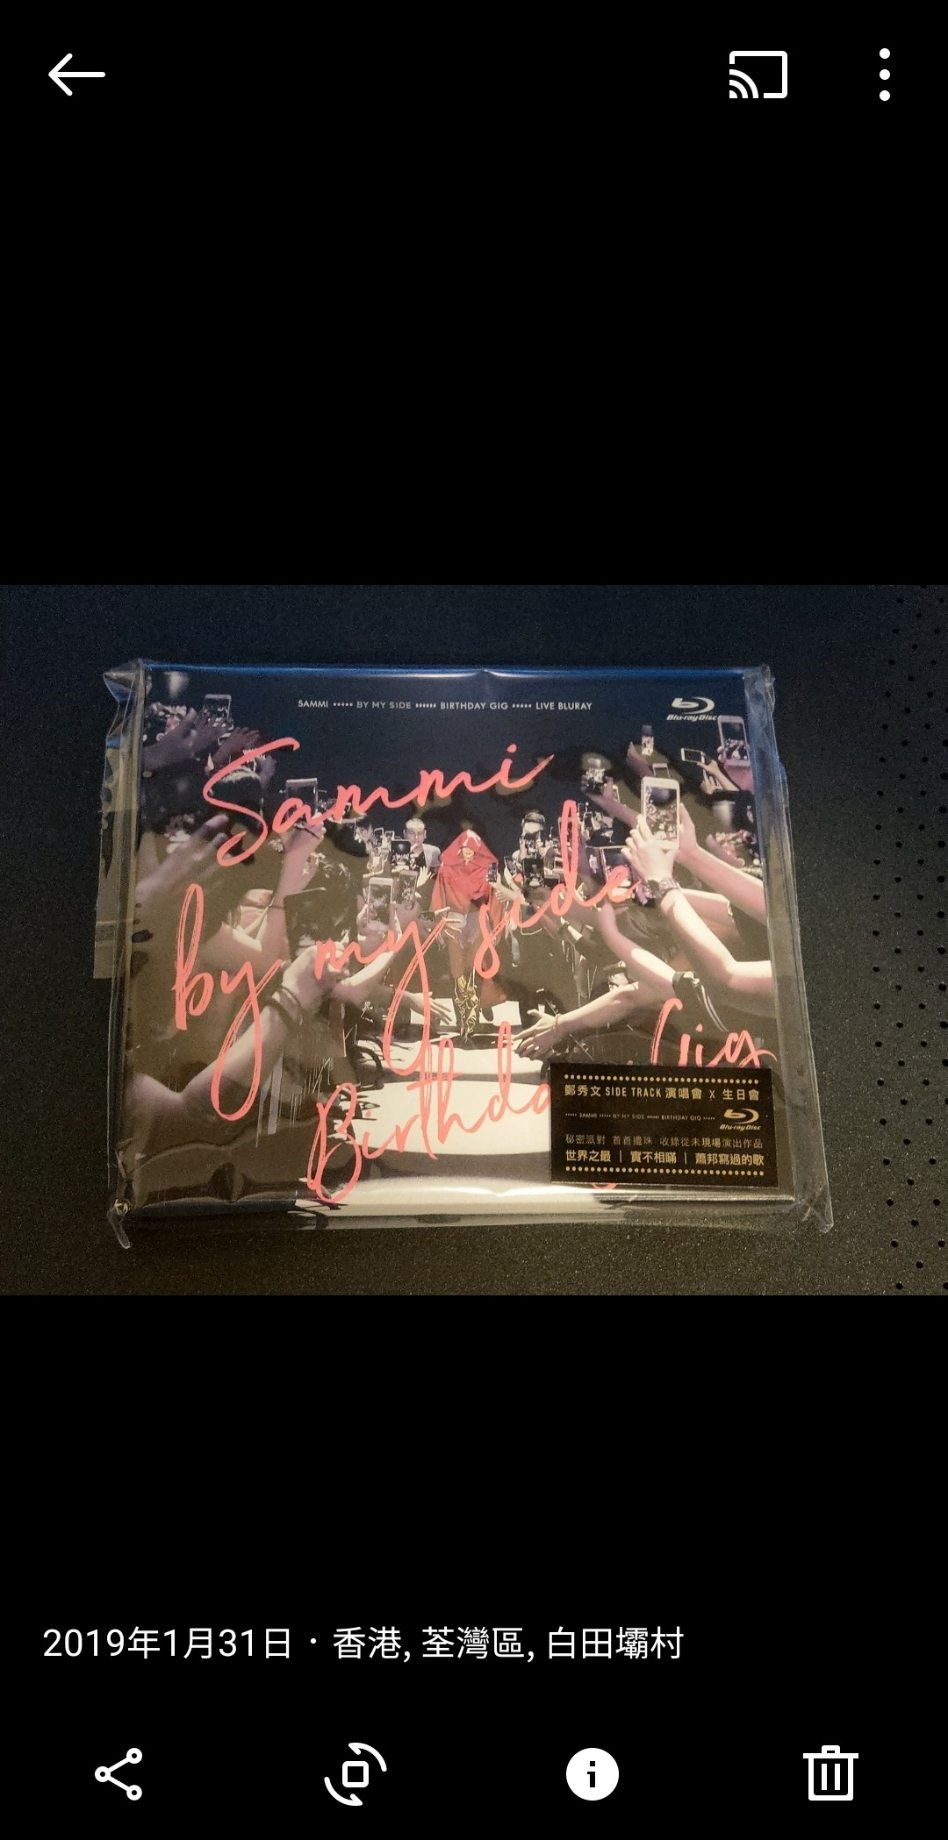 SAMMI ••••• BY MY SIDE •••••• BIRTHDAY GIG ••••• LIVE BLURAY
Blu-ray Disc
Sammi
by my side
Birthday Gig
鄭秀文 SIDE TRACK 演唱會 x 生日會
••••• SAMMI ••••• BY MY SIDE ••••• BIRTHDAY GIG •••••
Blu-ray Disc
秘密派對 首首遺珠 收錄從未現場演出作品
世界之最 | 實不相瞞 | 蕭邦寫過的歌
2019年1月31日 · 香港, 荃灣區, 白田壩村